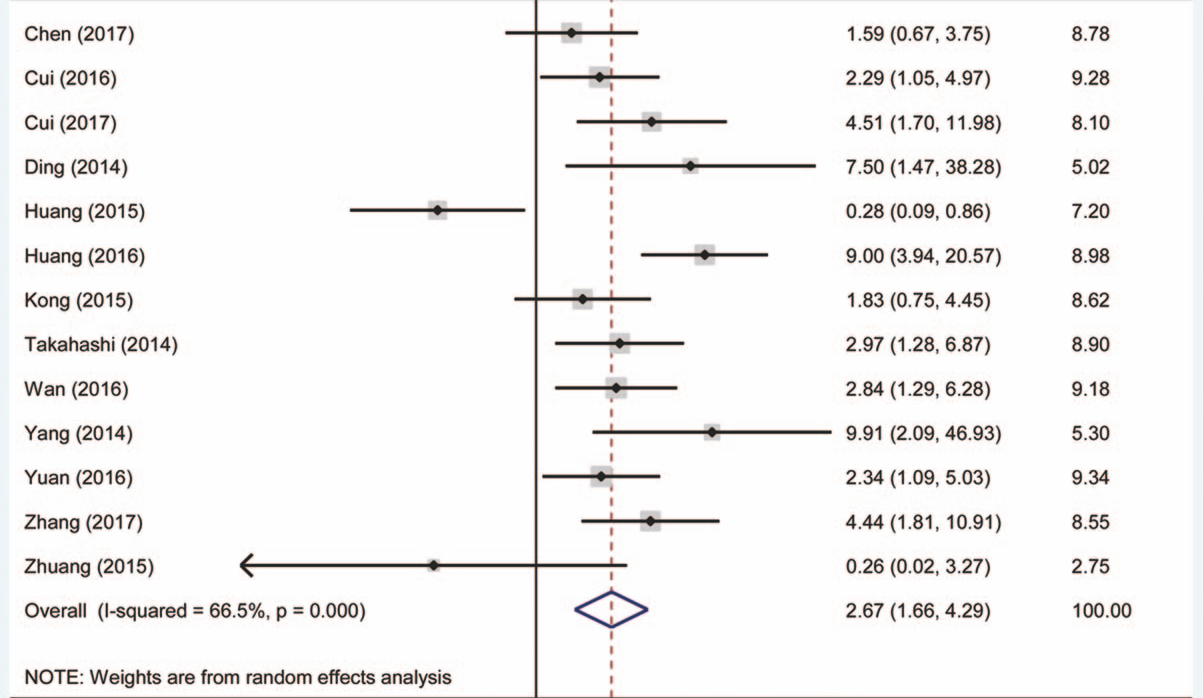 Chen (2017) 1.59 (0.67, 3.75) 8.78
Cui (2016) 2.29 (1.05, 4.97) 9.28
Cui (2017) 4.51 (1.70, 11.98) 8.10
Ding (2014) 7.50 (1.47, 38.28) 5.02
Huang (2015) 0.28 (0.09, 0.86) 7.20
Huang (2016) 9.00 (3.94, 20.57) 8.98
Kong (2015) 1.83 (0.75, 4.45) 8.62
Takahashi (2014) 2.97 (1.28, 6.87) 8.90
Wan (2016) 2.84 (1.29, 6.28) 9.18
Yang (2014) 9.91 (2.09, 46.93) 5.30
Yuan (2016) 2.34 (1.09, 5.03) 9.34
Zhang (2017) 4.44 (1.81, 10.91) 8.55
Zhuang (2015) 0.26 (0.02, 3.27) 2.75
Overall (I-squared = 66.5%, p = 0.000) 2.67 (1.66, 4.29) 100.00
NOTE: Weights are from random effects analysis